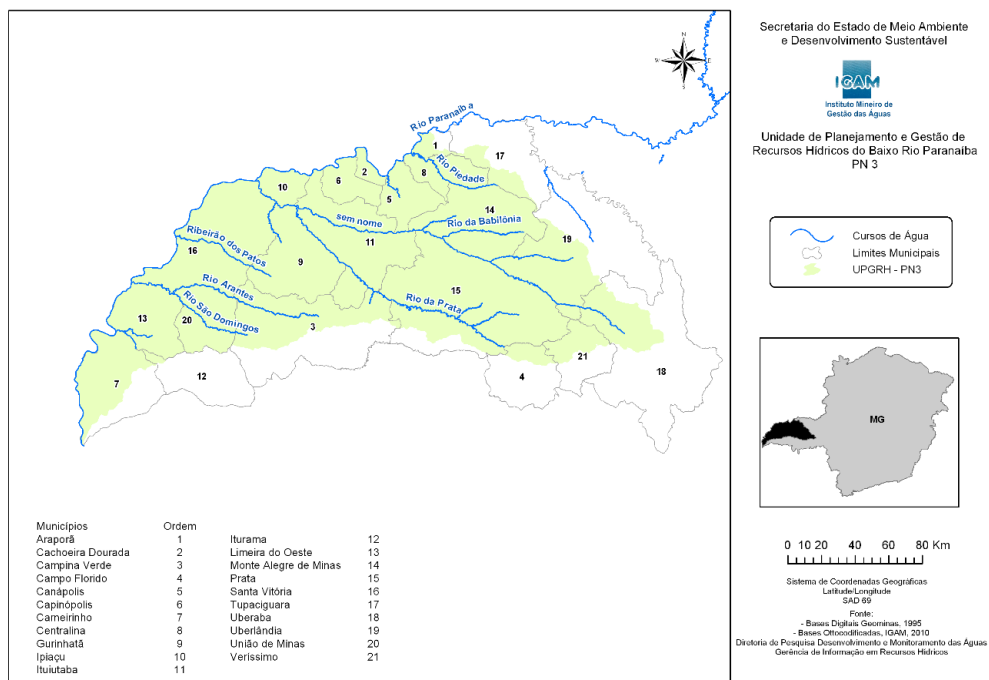 N
W
E
S
Rio Paranaíba
1
17
Rio Piedade
8
2
6
5
10
14
sem nome
Rio da Babilônia
11
19
Ribeirão dos Patos
16
9
15
Rio Arantes
Rio da Prata
Rio São Domingos
13
20
3
21
7
12
4
18
Municípios Ordem
Araporã 1
Cachoeira Dourada 2
Campina Verde 3
Campo Florido 4
Canápolis 5
Capinópolis 6
Carneirinho 7
Centralina 8
Gurinhatã 9
Ipiaçu 10
Ituiutaba 11
Iturama 12
Limeira do Oeste 13
Monte Alegre de Minas 14
Prata 15
Santa Vitória 16
Tupaciguara 17
Uberaba 18
Uberlândia 19
União de Minas 20
Veríssimo 21
Secretaria do Estado de Meio Ambiente
e Desenvolvimento Sustentável
IGAM
Instituto Mineiro de
Gestão das Águas
Unidade de Planejamento e Gestão de
Recursos Hídricos do Baixo Rio Paranaíba
PN 3
Cursos de Água
Limites Municipais
UPGRH - PN3
MG
0 10 20 40 60 80 Km
Sistema de Coordenadas Geográficas
Latitude/Longitude
SAD 69
Fonte:
- Bases Digitais Geominas, 1995
- Bases Ottocodificadas, IGAM, 2010
Diretoria de Pesquisa Desenvolvimento e Monitoramento das Águas
Gerência de Informação em Recursos Hídricos